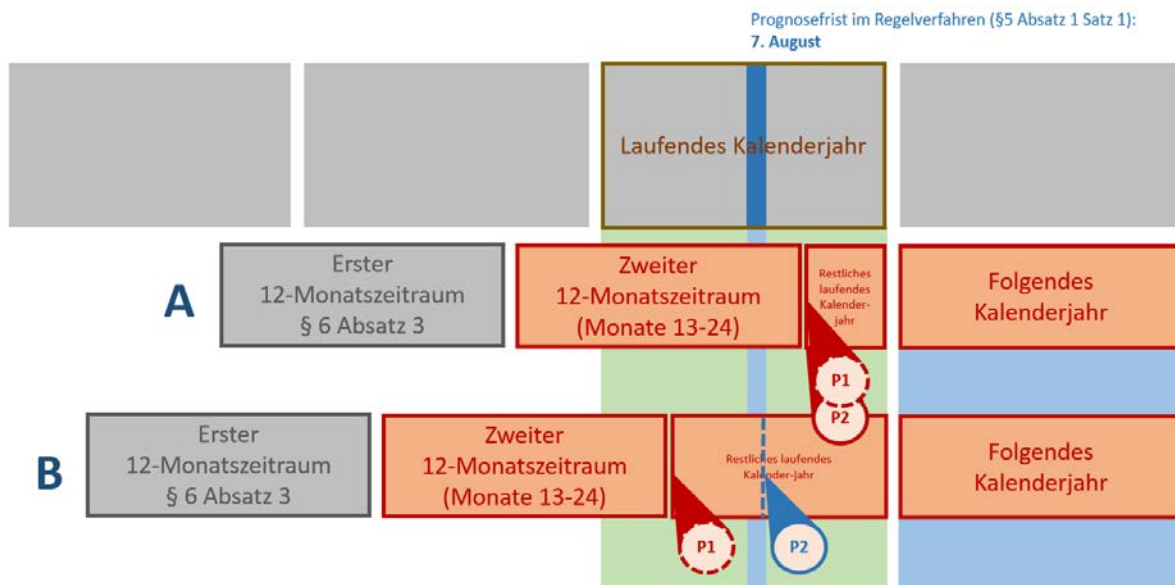 Prognosefrist im Regelverfahren (§5 Absatz 1 Satz 1):
7. August
Laufendes Kalenderjahr
A
Erster
12-Monatszeitraum
§ 6 Absatz 3
Zweiter
12-Monatszeitraum
(Monate 13-24)
Restliches
laufendes
Kalender-
jahr
Folgendes
Kalenderjahr
P1
P2
B
Erster
12-Monatszeitraum
§ 6 Absatz 3
Zweiter
12-Monatszeitraum
(Monate 13-24)
Restliches laufendes
Kalender-jahr
Folgendes
Kalenderjahr
P1
P2